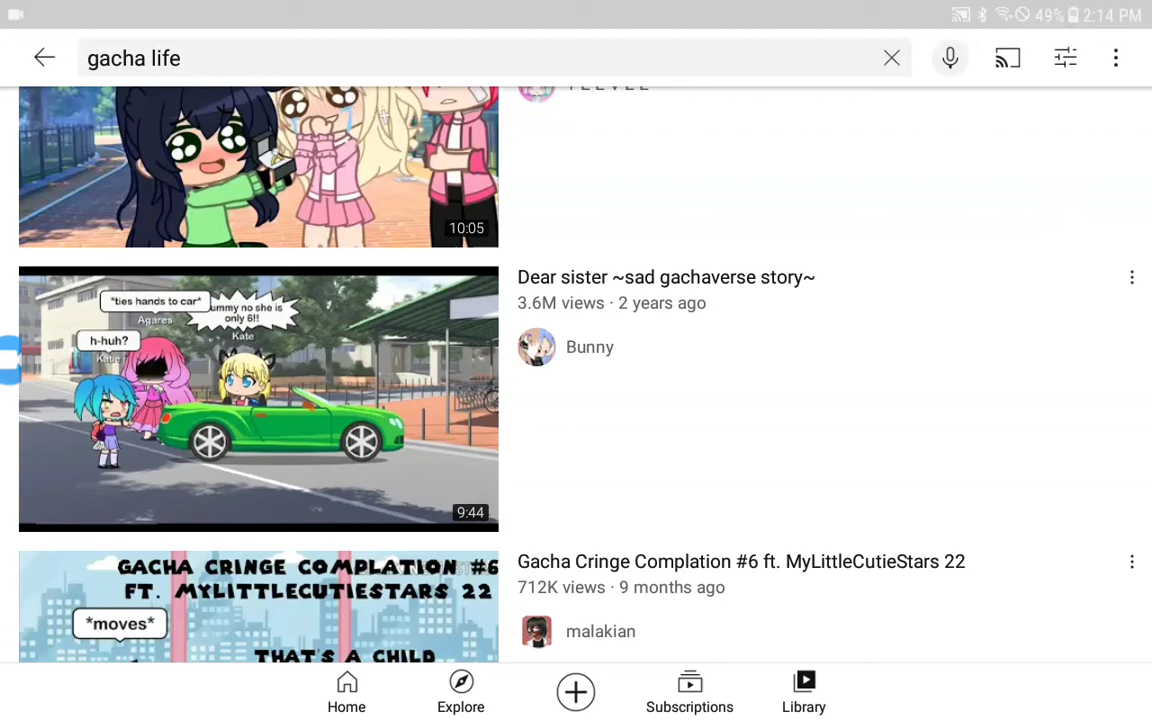 49% 2:14 PM
gacha life
10:05
Dear sister ~sad gachaverse story~
3.6M views · 2 years ago
Bunny
*ties hands to car*
ummy no she is
only 6!!
Agares
Kate
h-huh?
Katie
9:44
Gacha Cringe Complation #6 ft. MyLittleCutieStars 22
712K views · 9 months ago
malakian
GACHA CRINGE COMPLATION #6
FT. MYLITTLECUTIESTARS 22
*moves*
THAT'S A CHILD
Home
Explore
Subscriptions
Library